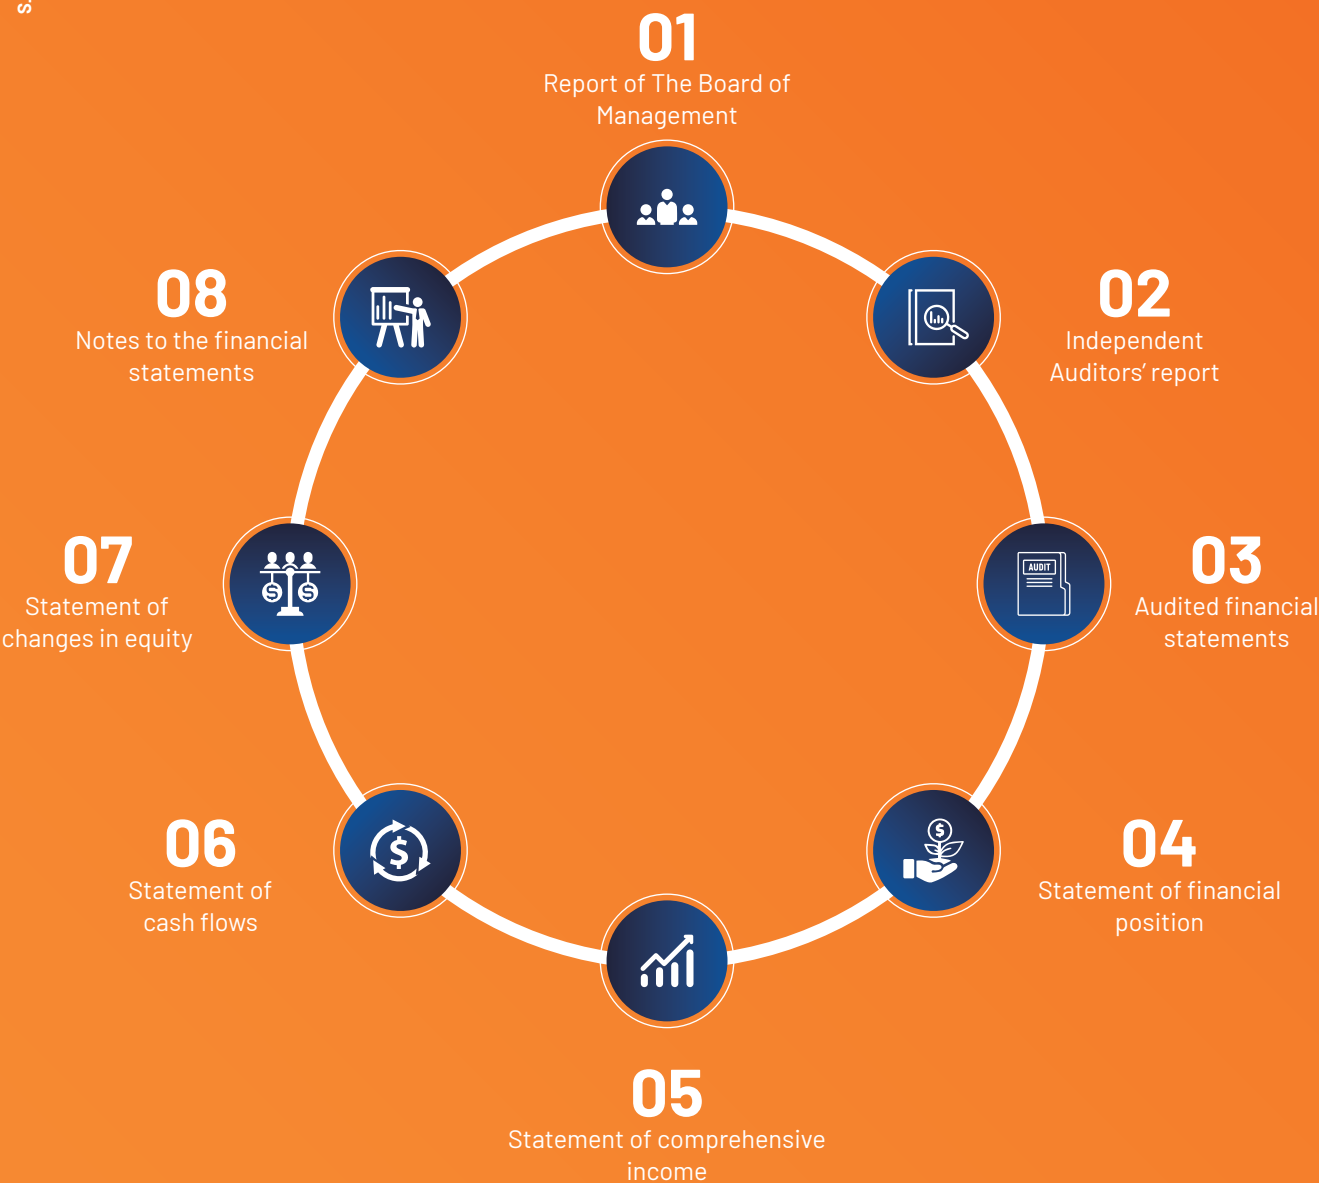 01
Report of The Board of
Management
02
Independent
Auditors’ report
03
Audited financial
statements
AUDIT
04
Statement of financial
position
05
Statement of comprehensive
income
06
Statement of
cash flows
07
Statement of
changes in equity
08
Notes to the financial
statements
$
$
$
$